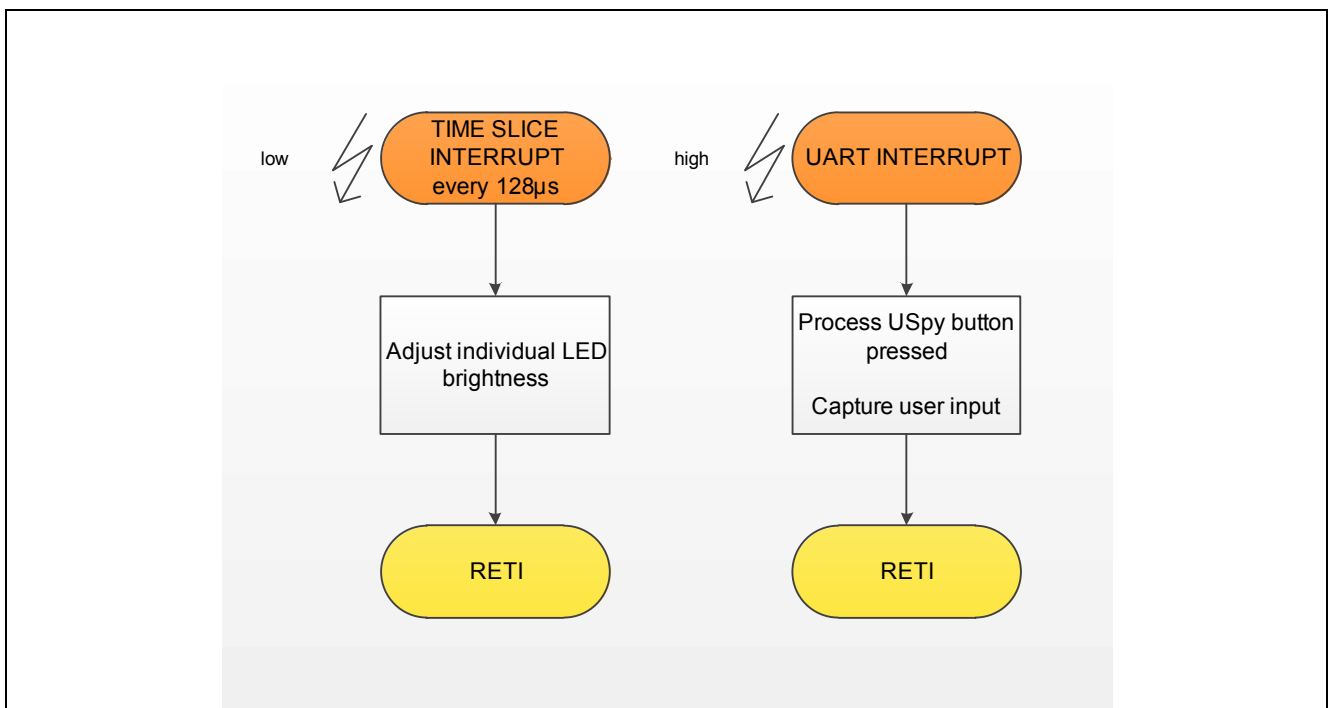 low
TIME SLICE
INTERRUPT
every 128µs
Adjust individual LED
brightness
RETI
high
UART INTERRUPT
Process USpy button
pressed
Capture user input
RETI